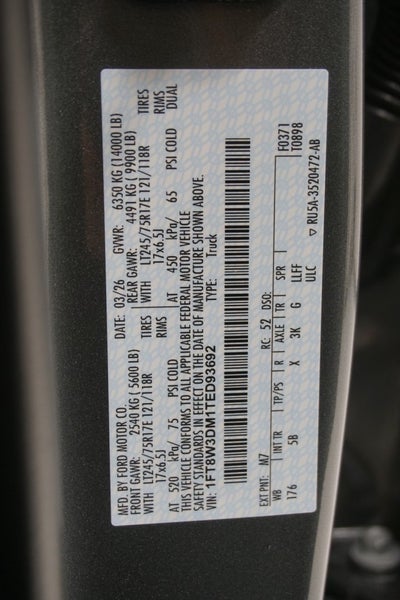 MFD. BY FORD MOTOR CO.
DATE: 03/26 GVWR: 6350 KG (14000 LB)
FRONT GAWR: 2540 KG ( 5600 LB) REAR GAWR: 4491 KG ( 9900 LB)
WITH LT245/75R17E 121/118R TIRES WITH LT245/75R17E 121/118R TIRES
17x6.5J 17x6.5J RIMS
AT 520 kPa/ 75 PSI COLD AT 450 kPa/ 65 PSI COLD DUAL
THIS VEHICLE CONFORMS TO ALL APPLICABLE FEDERAL MOTOR VEHICLE
SAFETY STANDARDS IN EFFECT ON THE DATE OF MANUFACTURE SHOWN ABOVE.
VIN: 1FT8W3DM1TED93692 TYPE: Truck
F0371
T0898
EXT PNT: M7 RC: 52 DSO:
WB INT TR TP/PS R AXLE TR SPR
176 5B X 3K G LLFF
ULC
▽ RU5A-3520472-AB